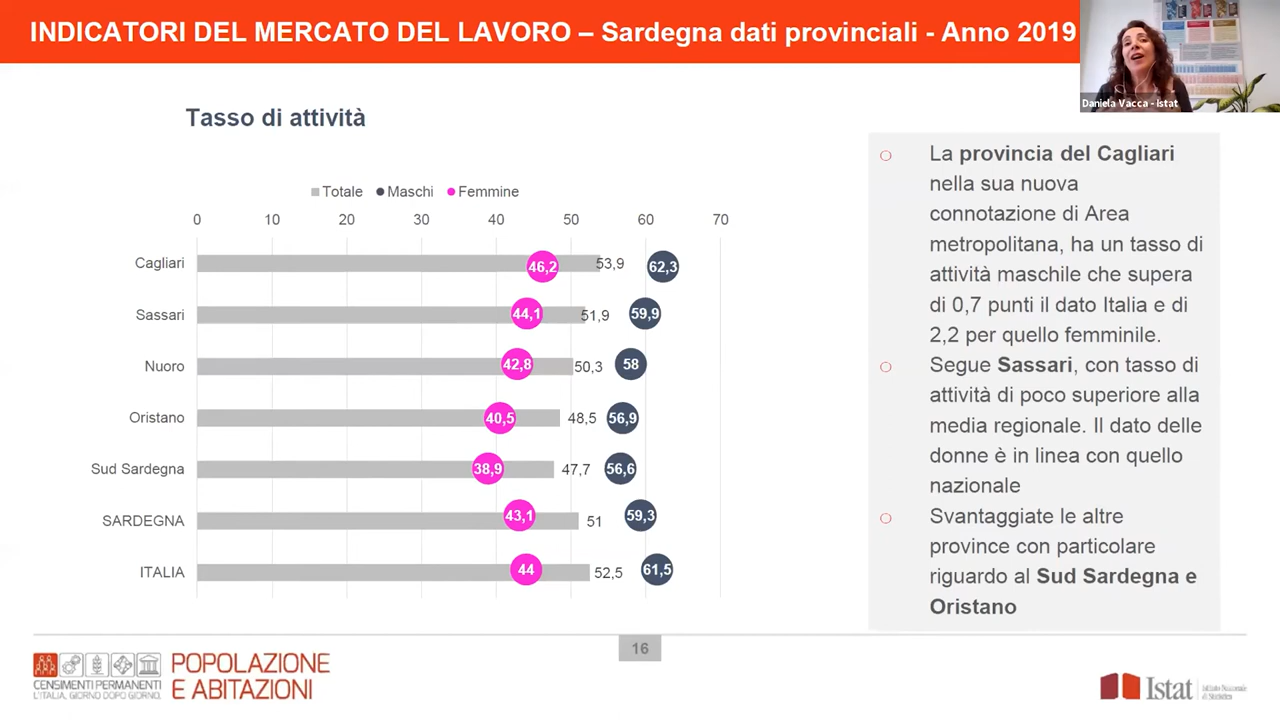 INDICATORI DEL MERCATO DEL LAVORO – Sardegna dati provinciali - Anno 2019
Daniela Vacca - Istat
Tasso di attività
Totale Maschi Femmine
0 10 20 30 40 50 60 70
Cagliari 46,2 53,9 62,3
Sassari 44,1 51,9 59,9
Nuoro 42,8 50,3 58
Oristano 40,5 48,5 56,9
Sud Sardegna 38,9 47,7 56,6
SARDEGNA 43,1 51 59,3
ITALIA 44 52,5 61,5
La provincia del Cagliari
nella sua nuova
connotazione di Area
metropolitana, ha un tasso di
attività maschile che supera
di 0,7 punti il dato Italia e di
2,2 per quello femminile.
Segue Sassari, con tasso di
attività di poco superiore alla
media regionale. Il dato delle
donne è in linea con quello
nazionale
Svantaggiate le altre
province con particolare
riguardo al Sud Sardegna e
Oristano
16
CENSIMENTI PERMANENTI
L'ITALIA, GIORNO DOPO GIORNO.
POPOLAZIONE
E ABITAZIONI
Istat
Istituto Nazionale
di Statistica